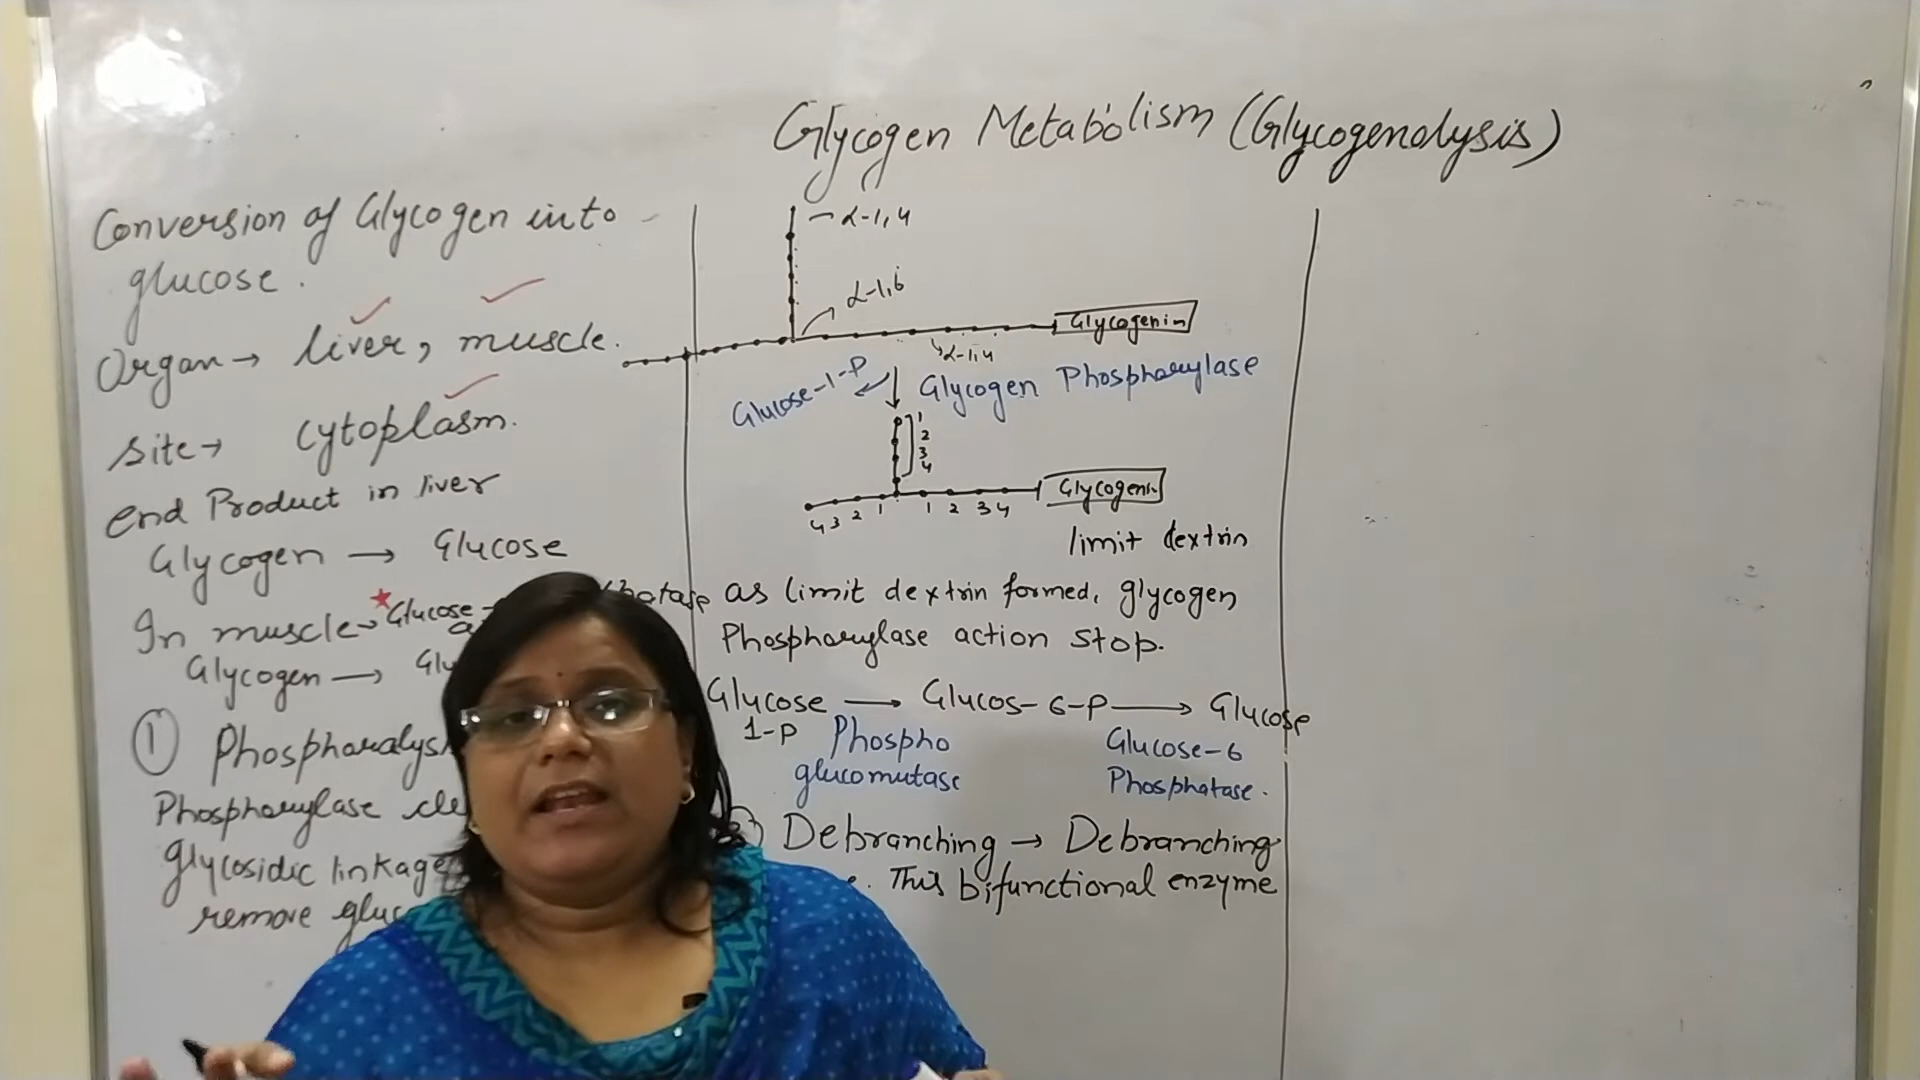 Glycogen Metabolism (Glycogenolysis)
Conversion of Glycogen into
glucose.
Organ → liver, muscle.
Site → Cytoplasm.
End Product in liver
Glycogen → Glucose
In muscle → Glucose
Glycogen →
① Phosphoralys
Phosphorylase cle
glycosidic linkage
remove gluc
α-1,4
α-1,6
Glycogenin
α-1,4
Glucose-1-P Glycogen Phosphorylase
1
2
3
4
Glycogenin
4 3 2 1 1 2 3 4
limit dextrin
as limit dextrin formed, glycogen
Phosphorylase action stop.
Glucose → Glucos-6-P → Glucose
1-P Phospho Glucose-6
glucomutase Phosphatase.
Debranching → Debranching
This bifunctional enzyme